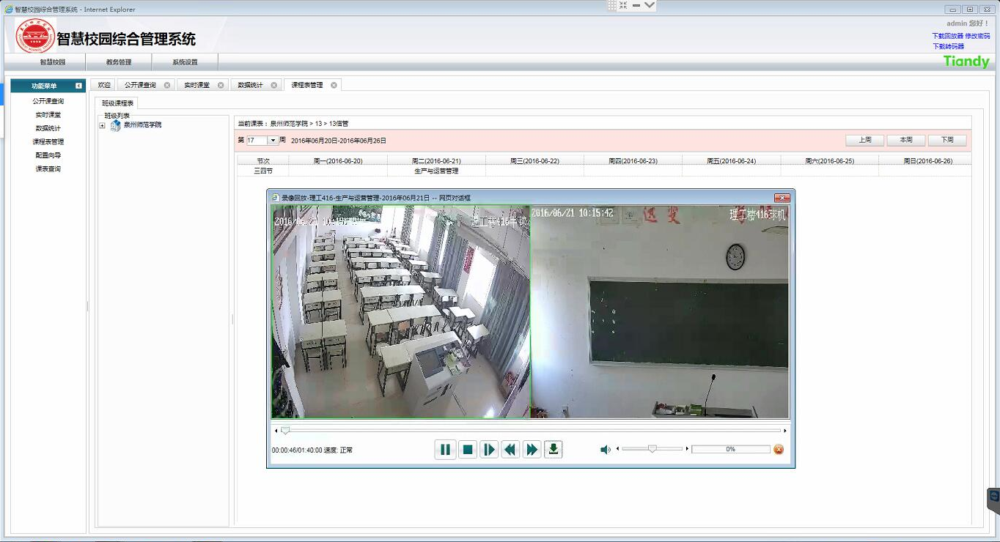 智慧校园综合管理系统 - Internet Explorer
智慧校园综合管理系统
admin 您好！
下载回放器 修改密码
下载转码器
智慧校园 教务管理 系统设置
Tiandy
功能菜单
公开课查询
实时课堂
数据统计
课程表管理
配置向导
课表查询
欢迎 公开课查询 实时课堂 数据统计 课程表管理
班级课程表
班级列表
泉州师范学院
当前课表：泉州师范学院 > 13 > 13信管
第 17 周 2016年06月20日-2016年06月26日 上周 本周 下周
节次 周一(2016-06-20) 周二(2016-06-21) 周三(2016-06-22) 周四(2016-06-23) 周五(2016-06-24) 周六(2016-06-25) 周日(2016-06-26)
三四节 生产与运营管理
录像回放-理工416-生产与运营管理-2016年06月21日 -- 网页对话框
理工楼416半球
2016/06/21 10:15:42
理工楼416球机
00:00:46/01:40:00 速度: 正常
0%